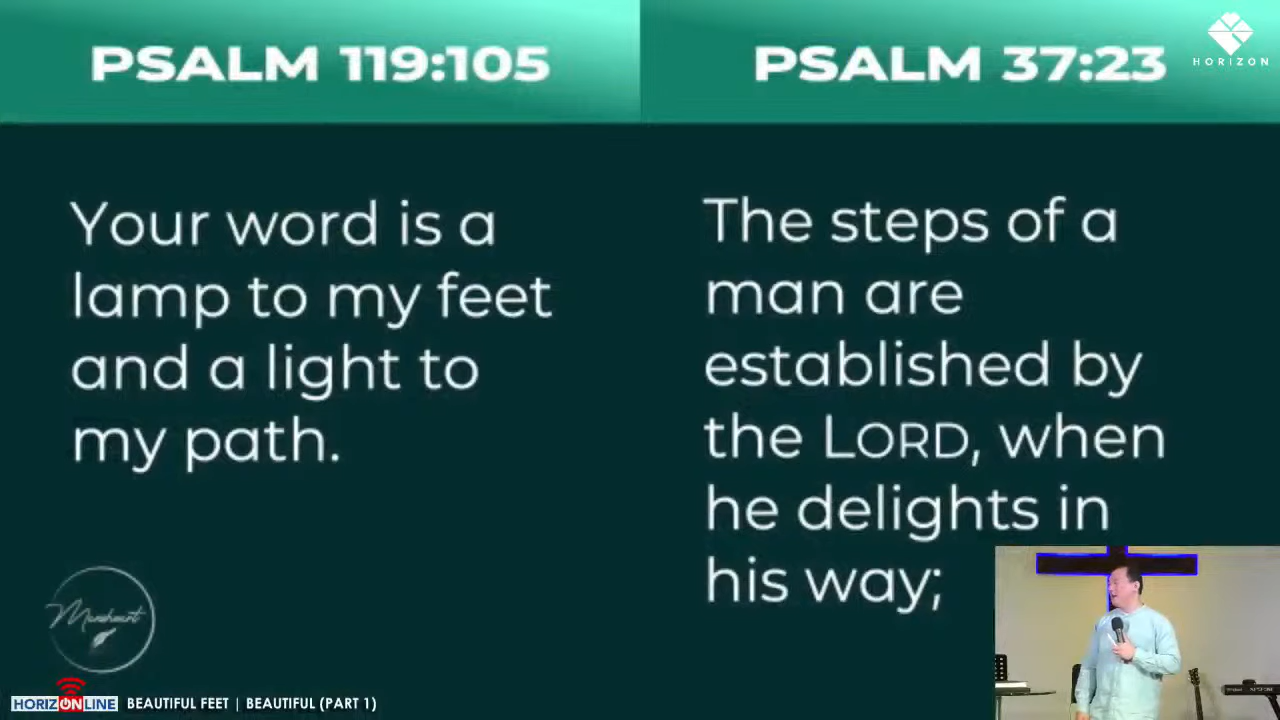 PSALM 119:105
Your word is a
lamp to my feet
and a light to
my path.
PSALM 37:23
The steps of a
man are
established by
the LORD, when
he delights in
his way;
HORIZON
HORIZONLINE BEAUTIFUL FEET | BEAUTIFUL (PART 1)